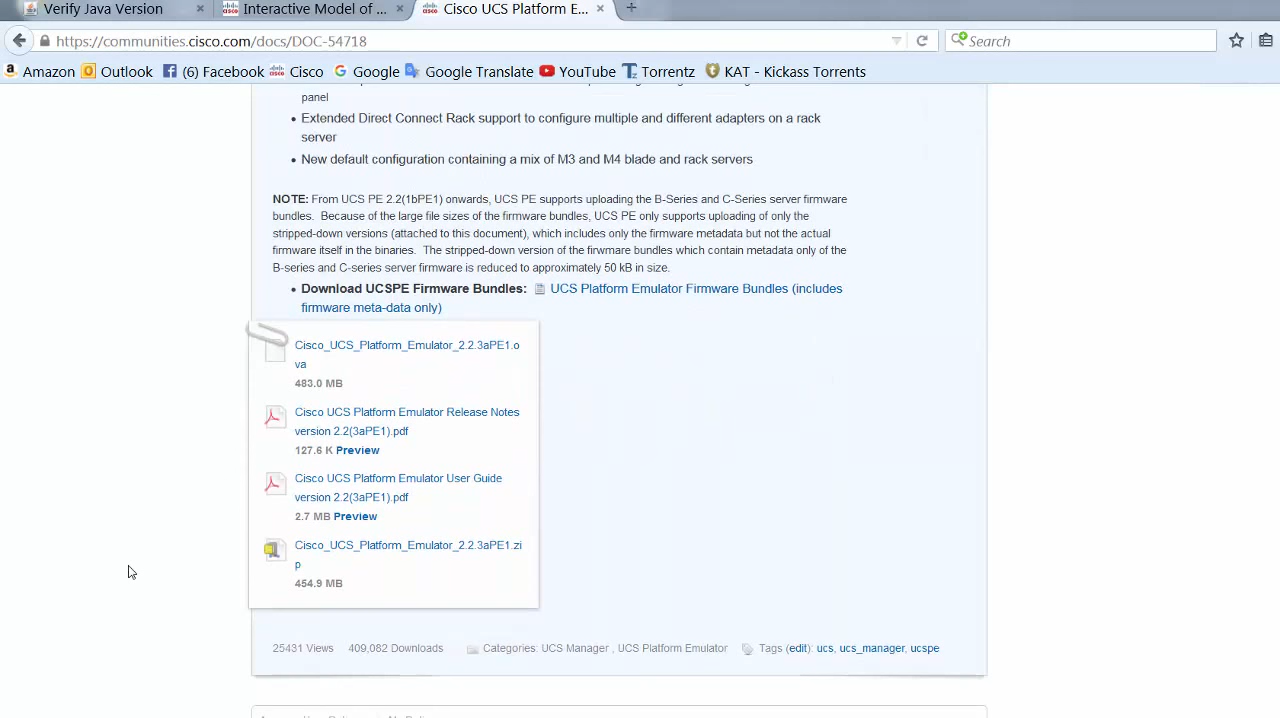 Verify Java Version × Interactive Model of ... × Cisco UCS Platform E... × +
https://communities.cisco.com/docs/DOC-54718 Search
Amazon Outlook (6) Facebook Cisco Google Google Translate YouTube Torrentz KAT - Kickass Torrents
panel
• Extended Direct Connect Rack support to configure multiple and different adapters on a rack
server
• New default configuration containing a mix of M3 and M4 blade and rack servers
NOTE: From UCS PE 2.2(1bPE1) onwards, UCS PE supports uploading the B-Series and C-Series server firmware
bundles. Because of the large file sizes of the firmware bundles, UCS PE only supports uploading of only the
stripped-down versions (attached to this document), which includes only the firmware metadata but not the actual
firmware itself in the binaries. The stripped-down version of the firwmare bundles which contain metadata only of the
B-series and C-series server firmware is reduced to approximately 50 kB in size.
• Download UCSPE Firmware Bundles: UCS Platform Emulator Firmware Bundles (includes
firmware meta-data only)
Cisco_UCS_Platform_Emulator_2.2.3aPE1.o
va
483.0 MB
Cisco UCS Platform Emulator Release Notes
version 2.2(3aPE1).pdf
127.6 K Preview
Cisco UCS Platform Emulator User Guide
version 2.2(3aPE1).pdf
2.7 MB Preview
Cisco_UCS_Platform_Emulator_2.2.3aPE1.zi
p
454.9 MB
25431 Views 409,082 Downloads Categories: UCS Manager , UCS Platform Emulator Tags (edit): ucs, ucs_manager, ucspe